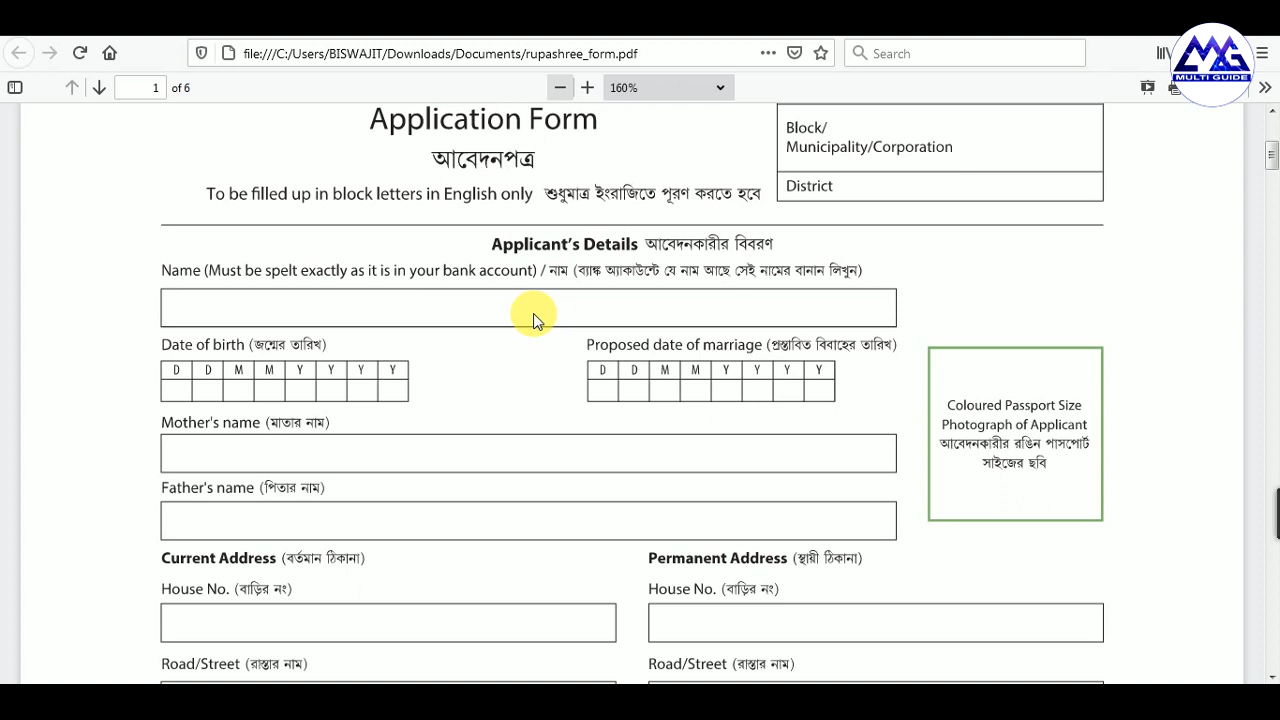 file:///C:/Users/BISWAJIT/Downloads/Documents/rupashree_form.pdf
Search
MULTI GUIDE
1 of 6
160%
Application Form
আবেদনপত্র
To be filled up in block letters in English only শুধুমাত্র ইংরাজিতে পূরণ করতে হবে
Block/
Municipality/Corporation
District
Applicant's Details আবেদনকারীর বিবরণ
Name (Must be spelt exactly as it is in your bank account) / নাম (ব্যাঙ্ক অ্যাকাউন্টে যে নাম আছে সেই নামের বানান লিখুন)
Date of birth (জন্মের তারিখ)
Proposed date of marriage (প্রস্তাবিত বিবাহের তারিখ)
D D M M Y Y Y Y
D D M M Y Y Y Y
Coloured Passport Size
Photograph of Applicant
আবেদনকারীর রঙিন পাসপোর্ট
সাইজের ছবি
Mother's name (মাতার নাম)
Father's name (পিতার নাম)
Current Address (বর্তমান ঠিকানা)
Permanent Address (স্থায়ী ঠিকানা)
House No. (বাড়ির নং)
House No. (বাড়ির নং)
Road/Street (রাস্তার নাম)
Road/Street (রাস্তার নাম)